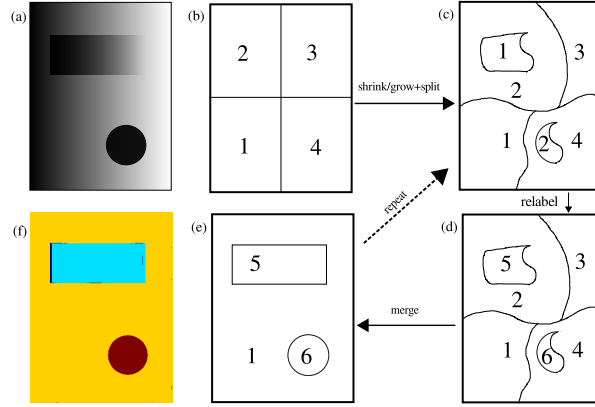 (a)
(b)
2 3
1 4
shrink/grow+split
(c)
1 3
2
1 2 4
relabel
(d)
5 3
2
1 6 4
merge
repeat
(e)
5
1 6
(f)